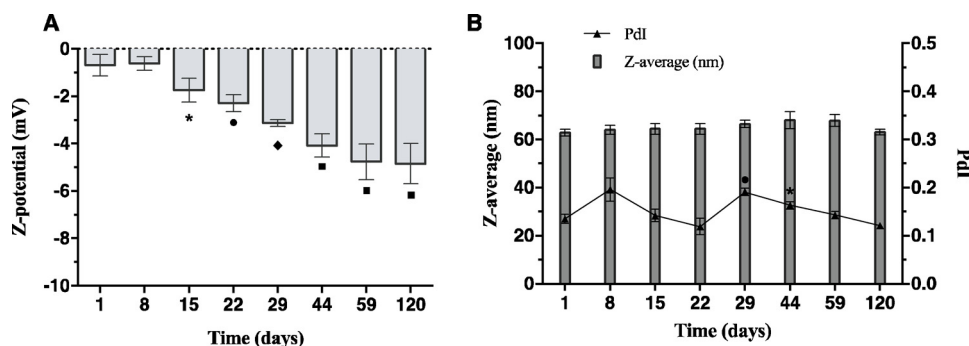 A
0
-2
-4
-6
-8
-10
Z-potential (mV)
*
1 8 15 22 29 44 59 120
Time (days)
B
PdI
Z-average (nm)
100
80
60
40
20
0
Z-average (nm)
*
0.5
0.4
0.3
0.2
0.1
0.0
PdI
1 8 15 22 29 44 59 120
Time (days)